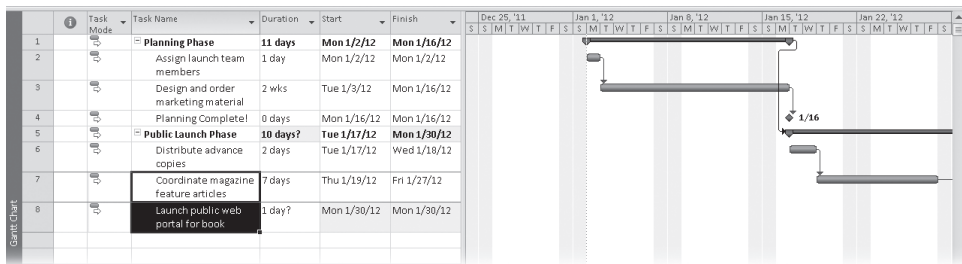 Task Mode Task Name Duration Start Finish
Dec 25, '11 Jan 1, '12 Jan 8, '12 Jan 15, '12 Jan 22, '12
S S M T W T F S S M T W T F S S M T W T F S S M T W T F S S M T W T F S
1 Planning Phase 11 days Mon 1/2/12 Mon 1/16/12
2 Assign launch team members 1 day Mon 1/2/12 Mon 1/2/12
3 Design and order marketing material 2 wks Tue 1/3/12 Mon 1/16/12
4 Planning Complete! 0 days Mon 1/16/12 Mon 1/16/12 1/16
5 Public Launch Phase 10 days? Tue 1/17/12 Mon 1/30/12
6 Distribute advance copies 2 days Tue 1/17/12 Wed 1/18/12
7 Coordinate magazine feature articles 7 days Thu 1/19/12 Fri 1/27/12
8 Launch public web portal for book 1 day? Mon 1/30/12 Mon 1/30/12
Gantt Chart